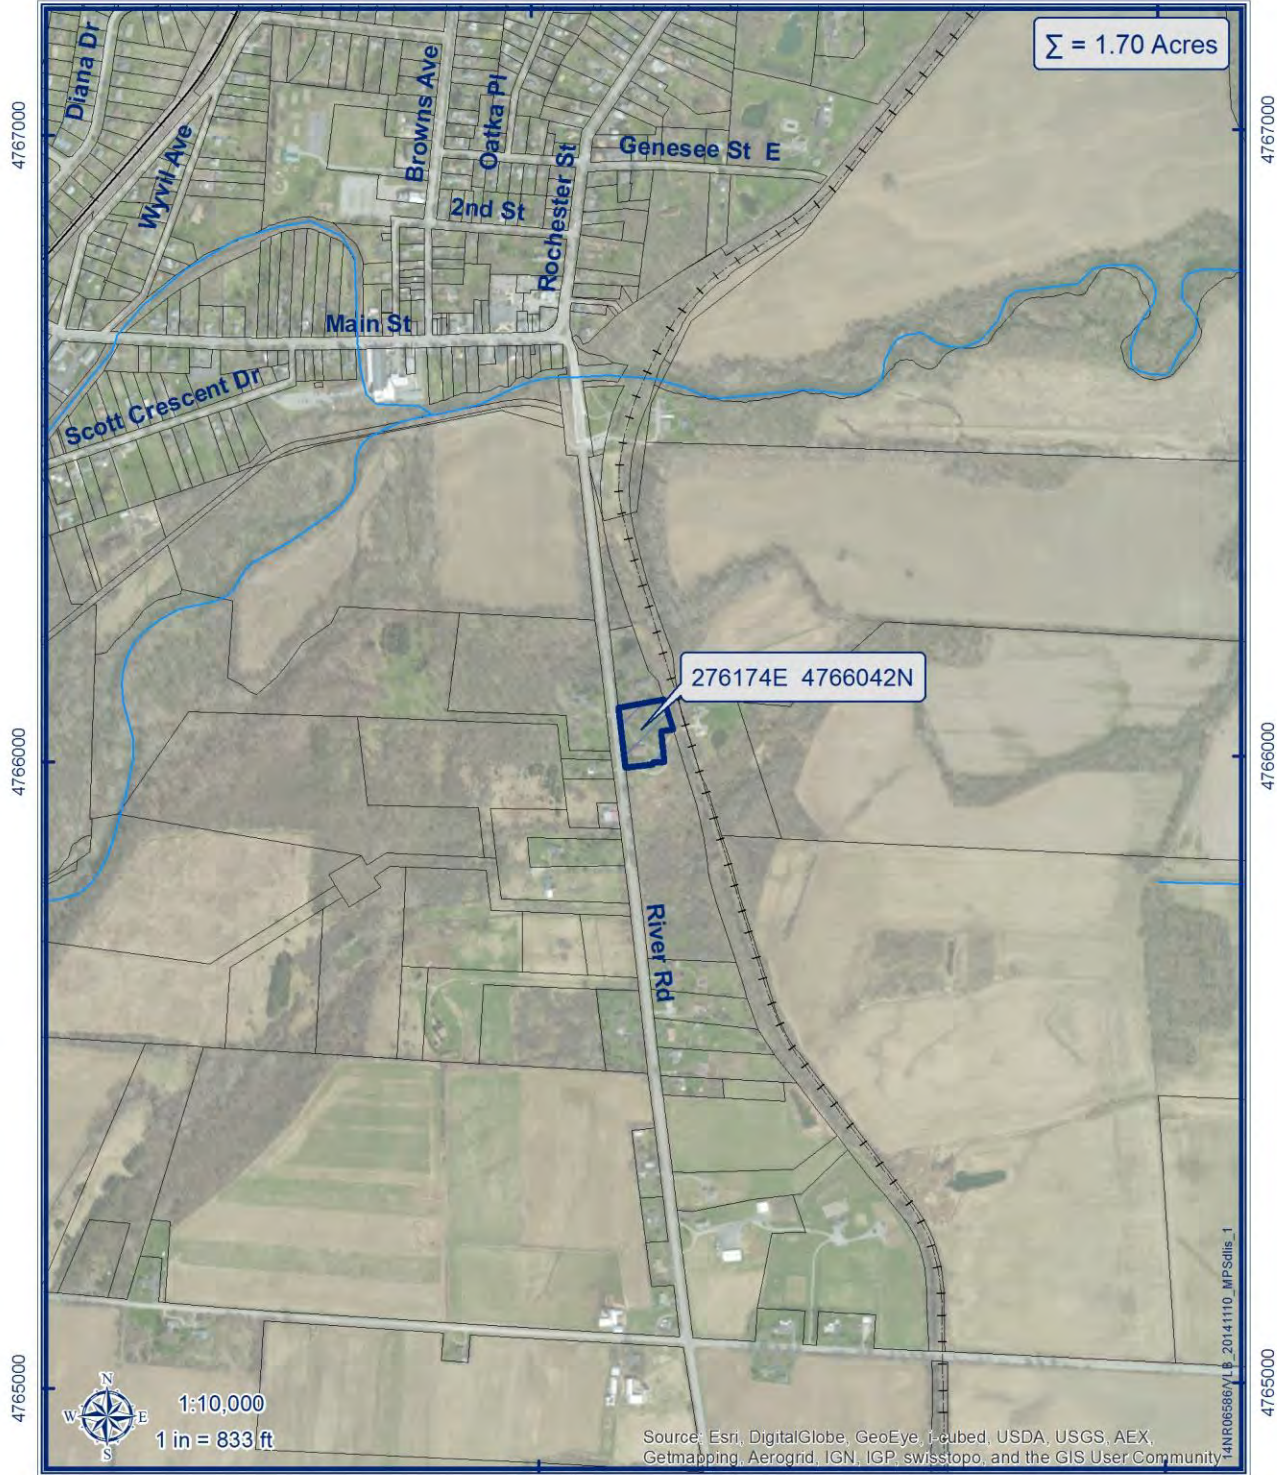 Σ = 1.70 Acres
Diana Dr
Wyvil Ave
Browns Ave
Oatka Pl
Rochester St
Genesee St E
2nd St
Main St
Scott Crescent Dr
4767000
4767000
276174E 4766042N
4766000
4766000
River Rd
4765000
4765000
N
W
E
S
1:10,000
1 in = 833 ft
Source: Esri, DigitalGlobe, GeoEye, i-cubed, USDA, USGS, AEX,
Getmapping, Aerogrid, IGN, IGP, swisstopo, and the GIS User Community